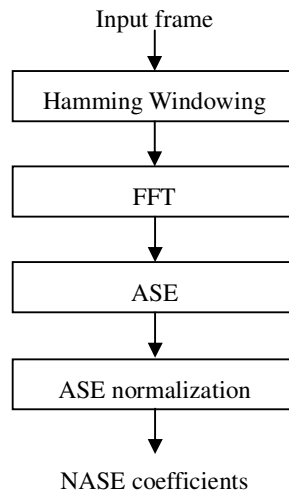 Input frame
Hamming Windowing
FFT
ASE
ASE normalization
NASE coefficients